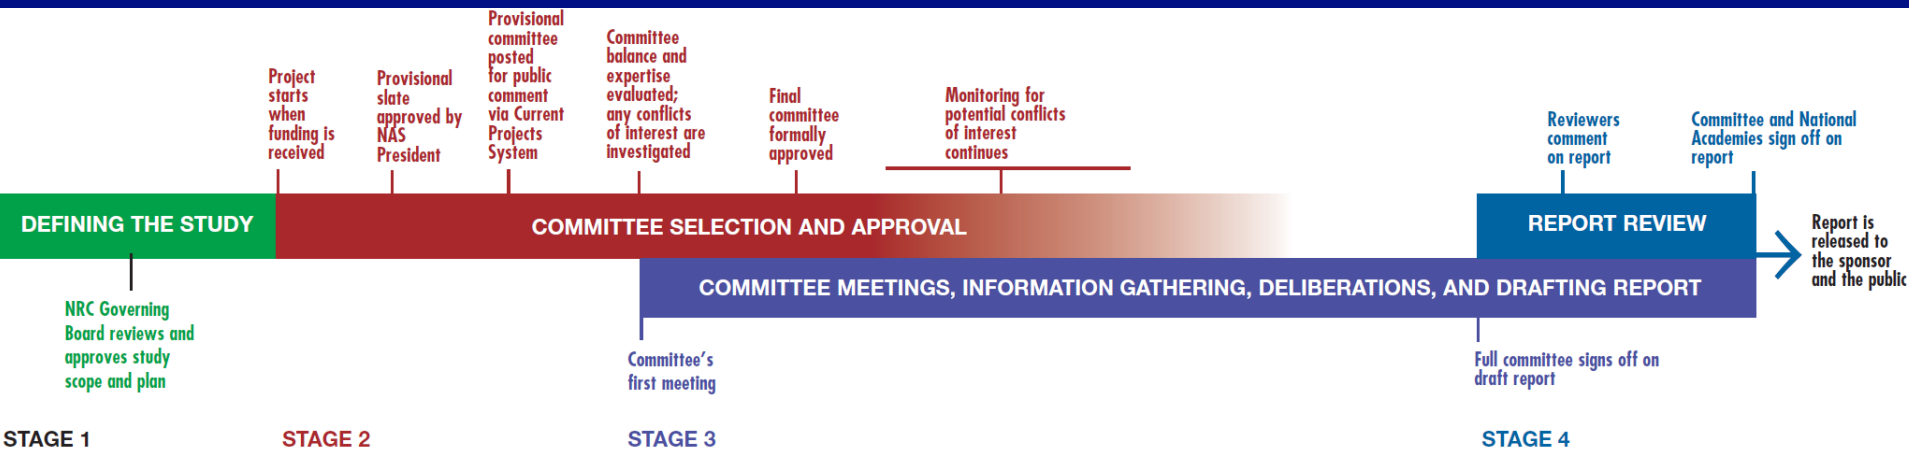 Project
starts
when
funding is
received
Provisional
slate
approved by
NAS
President
Provisional
committee
posted
for public
comment
via Current
Projects
System
Committee
balance and
expertise
evaluated;
any conflicts
of interest are
investigated
Final
committee
formally
approved
Monitoring for
potential conflicts
of interest
continues
Reviewers
comment
on report
Committee and National
Academies sign off on
report
DEFINING THE STUDY
COMMITTEE SELECTION AND APPROVAL
REPORT REVIEW
Report is
released to
the sponsor
and the public
COMMITTEE MEETINGS, INFORMATION GATHERING, DELIBERATIONS, AND DRAFTING REPORT
NRC Governing
Board reviews and
approves study
scope and plan
Committee's
first meeting
Full committee signs off on
draft report
STAGE 1
STAGE 2
STAGE 3
STAGE 4